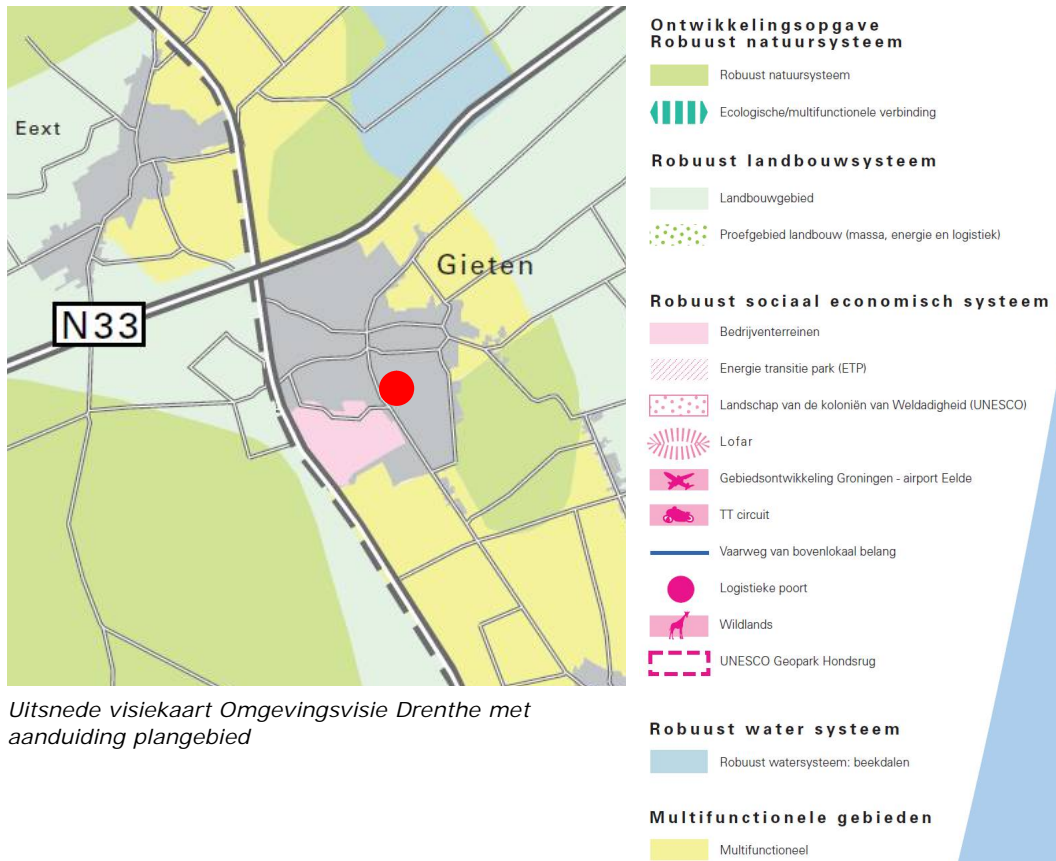 Eext
Gieten
N33
Uitsnede visiekaart Omgevingsvisie Drenthe met
aanduiding plangebied
Ontwikkelingsopgave
Robuust natuursysteem
Robuust natuursysteem
Ecologische/multifunctionele verbinding
Robuust landbouwsysteem
Landbouwgebied
Proefgebied landbouw (massa, energie en logistiek)
Robuust sociaal economisch systeem
Bedrijventerreinen
Energie transitie park (ETP)
Landschap van de koloniën van Weldadigheid (UNESCO)
Lofar
Gebiedsontwikkeling Groningen - airport Eelde
TT circuit
Vaarweg van bovenlokaal belang
Logistieke poort
Wildlands
UNESCO Geopark Hondsrug
Robuust water systeem
Robuust watersysteem: beekdalen
Multifunctionele gebieden
Multifunctioneel